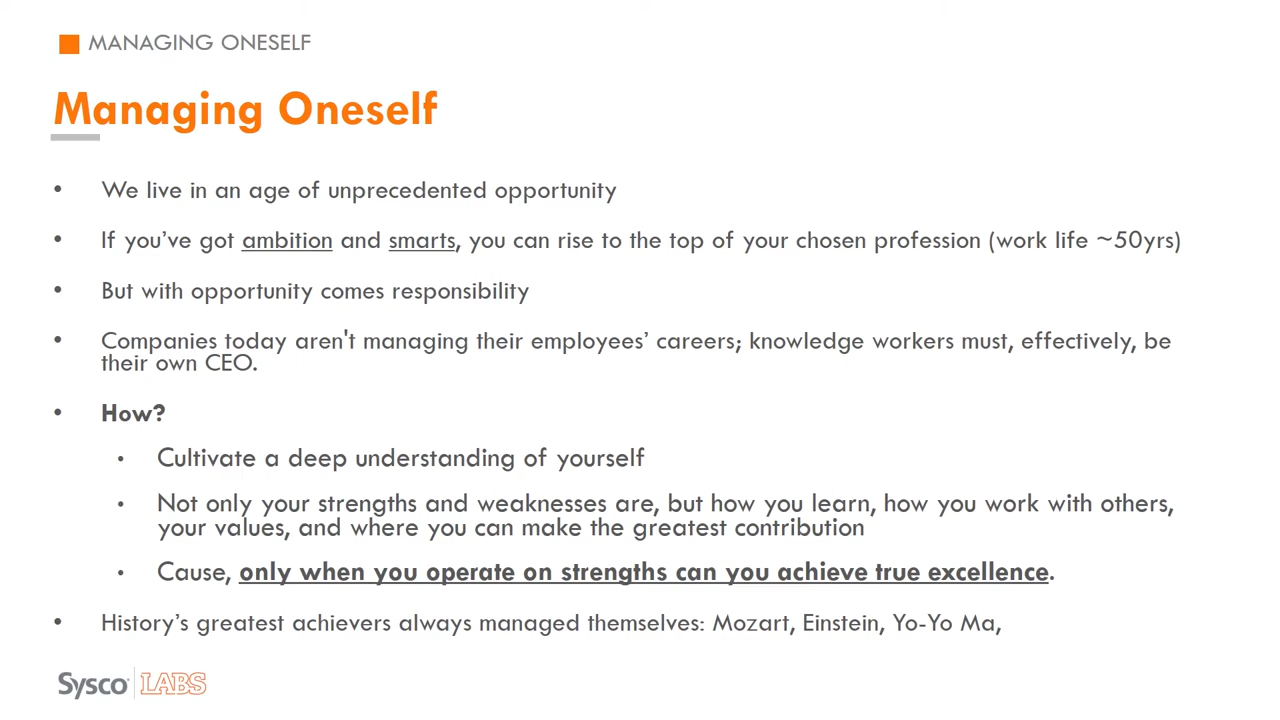 MANAGING ONESELF
Managing Oneself
• We live in an age of unprecedented opportunity
• If you’ve got ambition and smarts, you can rise to the top of your chosen profession (work life ~50yrs)
• But with opportunity comes responsibility
• Companies today aren't managing their employees’ careers; knowledge workers must, effectively, be
their own CEO.
• How?
• Cultivate a deep understanding of yourself
• Not only your strengths and weaknesses are, but how you learn, how you work with others,
your values, and where you can make the greatest contribution
• Cause, only when you operate on strengths can you achieve true excellence.
• History’s greatest achievers always managed themselves: Mozart, Einstein, Yo-Yo Ma,
Sysco LABS